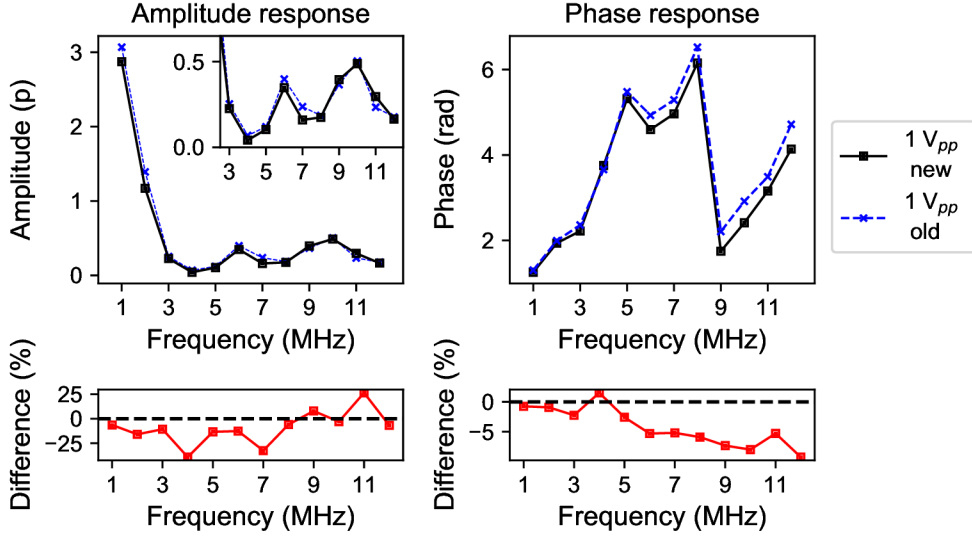 Amplitude response
Amplitude (p)
3
2
1
0
0.5
0.0
3 5 7 9 11
1 3 5 7 9 11
Frequency (MHz)
Phase response
Phase (rad)
6
4
2
1 3 5 7 9 11
Frequency (MHz)
1 Vpp
new
1 Vpp
old
Difference (%)
25
0
−25
1 3 5 7 9 11
Frequency (MHz)
Difference (%)
0
−5
1 3 5 7 9 11
Frequency (MHz)